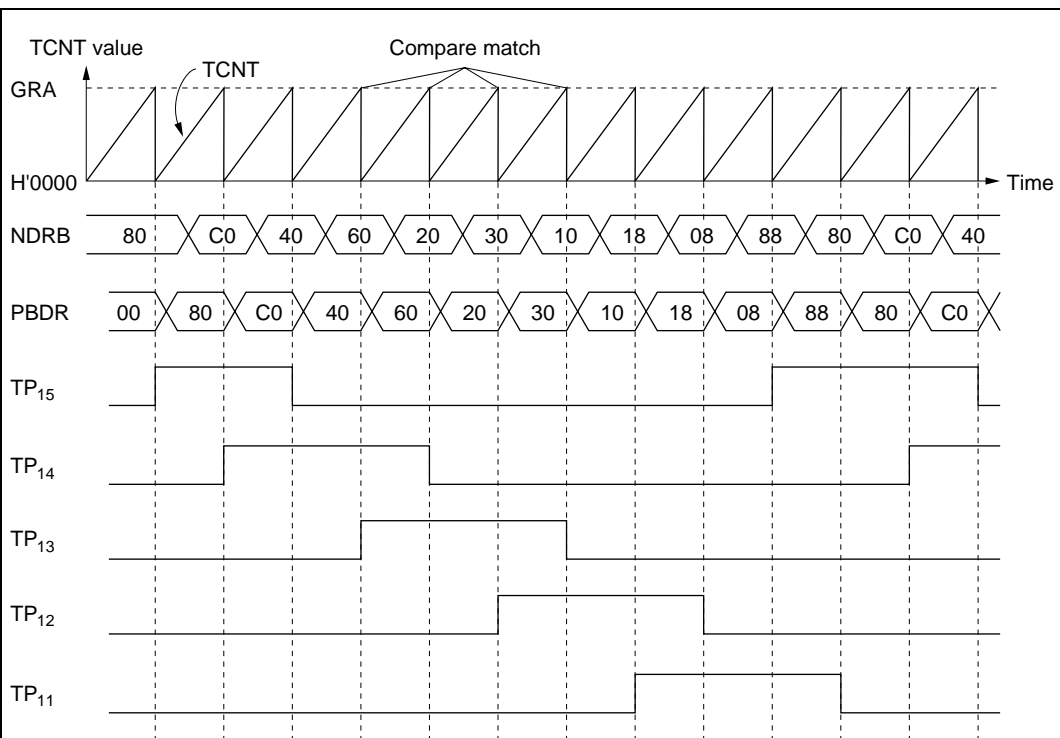 TCNT value
Compare match
TCNT
GRA
H'0000
Time
NDRB 80 C0 40 60 20 30 10 18 08 88 80 C0 40
PBDR 00 80 C0 40 60 20 30 10 18 08 88 80 C0
TP15
TP14
TP13
TP12
TP11